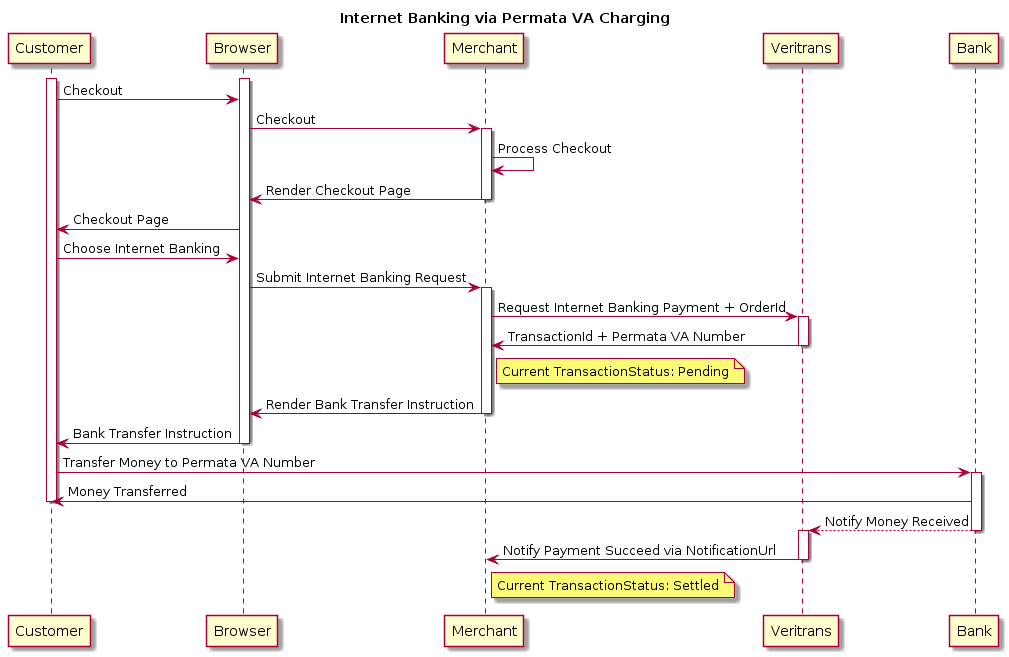 Internet Banking via Permata VA Charging
Customer
Browser
Merchant
Veritrans
Bank
Checkout
Checkout
Process Checkout
Render Checkout Page
Checkout Page
Choose Internet Banking
Submit Internet Banking Request
Request Internet Banking Payment + OrderId
TransactionId + Permata VA Number
Current TransactionStatus: Pending
Render Bank Transfer Instruction
Bank Transfer Instruction
Transfer Money to Permata VA Number
Money Transferred
Notify Money Received
Notify Payment Succeed via NotificationUrl
Current TransactionStatus: Settled
Customer
Browser
Merchant
Veritrans
Bank